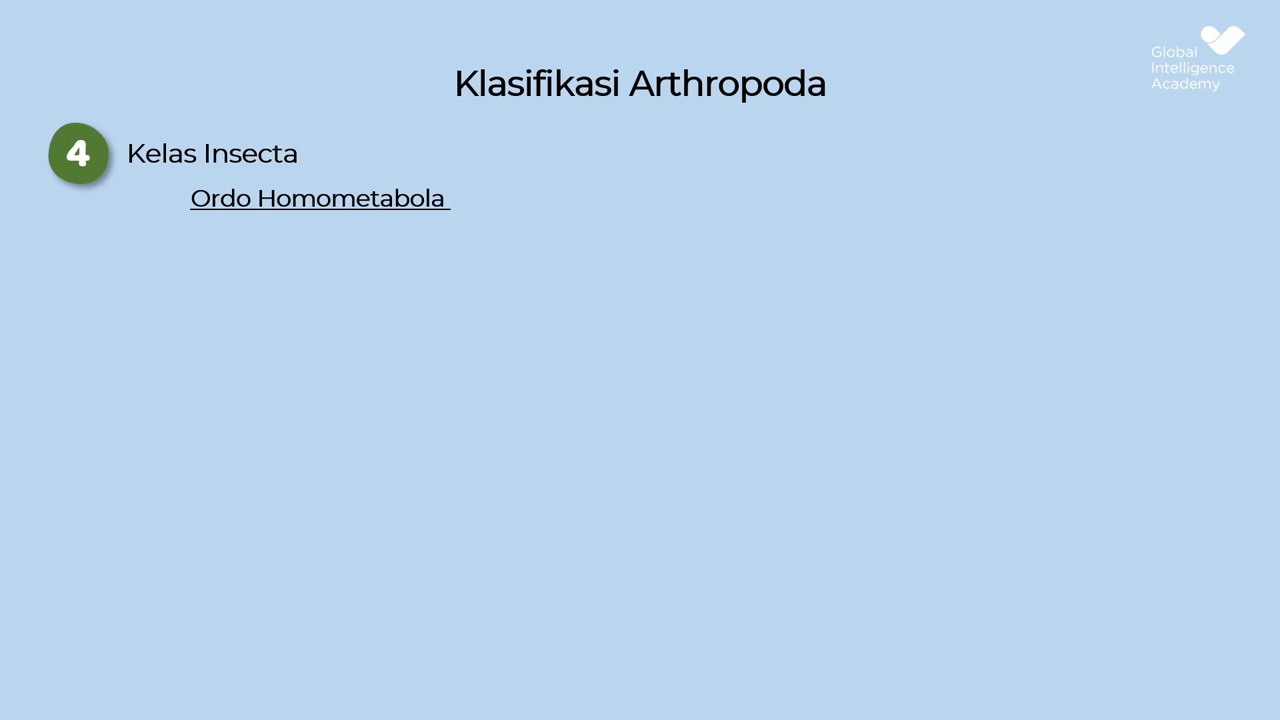 Global
Intelligence
Academy
Klasifikasi Arthropoda
4 Kelas Insecta
Ordo Homometabola